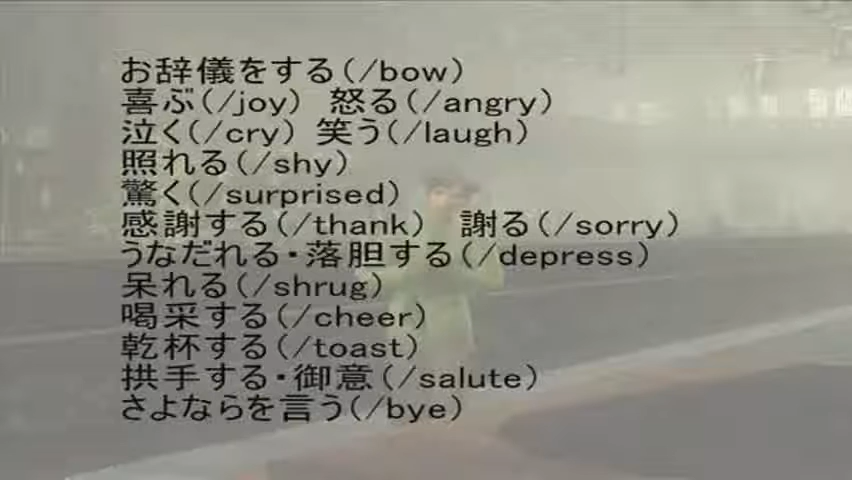 お辞儀をする(/bow)
喜ぶ(/joy)　怒る(/angry)
泣く(/cry)　笑う(/laugh)
照れる(/shy)
驚く(/surprised)
感謝する(/thank)　謝る(/sorry)
うなだれる・落胆する(/depress)
呆れる(/shrug)
喝采する(/cheer)
乾杯する(/toast)
拱手する・御意(/salute)
さよならを言う(/bye)